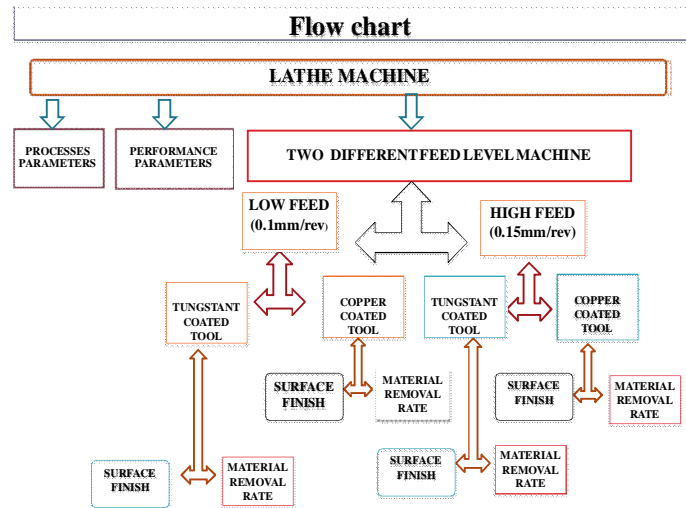 Flow chart
LATHE MACHINE
PROCESSES
PARAMETERS
PERFORMANCE
PARAMETERS
TWO DIFFERENT FEED LEVEL MACHINE
LOW FEED
(0.1mm/rev)
HIGH FEED
(0.15mm/rev)
TUNGSTANT
COATED
TOOL
COPPER
COATED
TOOL
TUNGSTANT
COATED
TOOL
COPPER
COATED
TOOL
SURFACE
FINISH
MATERIAL
REMOVAL
RATE
SURFACE
FINISH
MATERIAL
REMOVAL
RATE
SURFACE
FINISH
MATERIAL
REMOVAL
RATE
SURFACE
FINISH
MATERIAL
REMOVAL
RATE